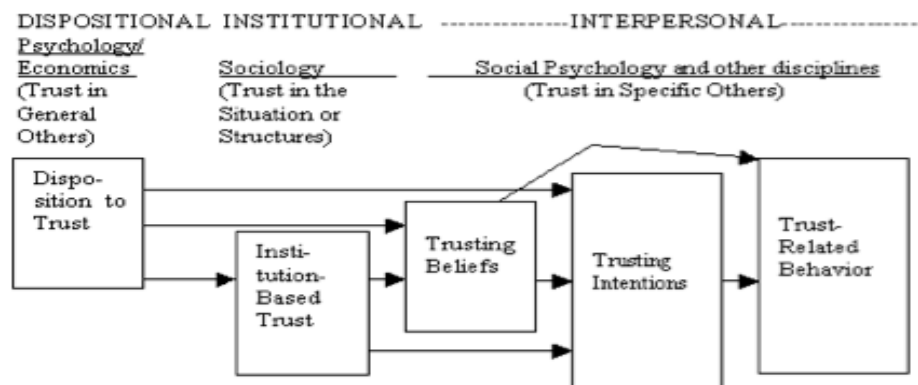 DISPOSITIONAL INSTITUTIONAL ---------------INTERPERSONAL----------------
Psychology/
Economics Sociology Social Psychology and other disciplines
(Trust in (Trust in the (Trust in Specific Others)
General Situation or
Others) Structures)
Dispo-
sition to
Trust
Insti-
tution-
Based
Trust
Trusting
Beliefs
Trusting
Intentions
Trust-
Related
Behavior